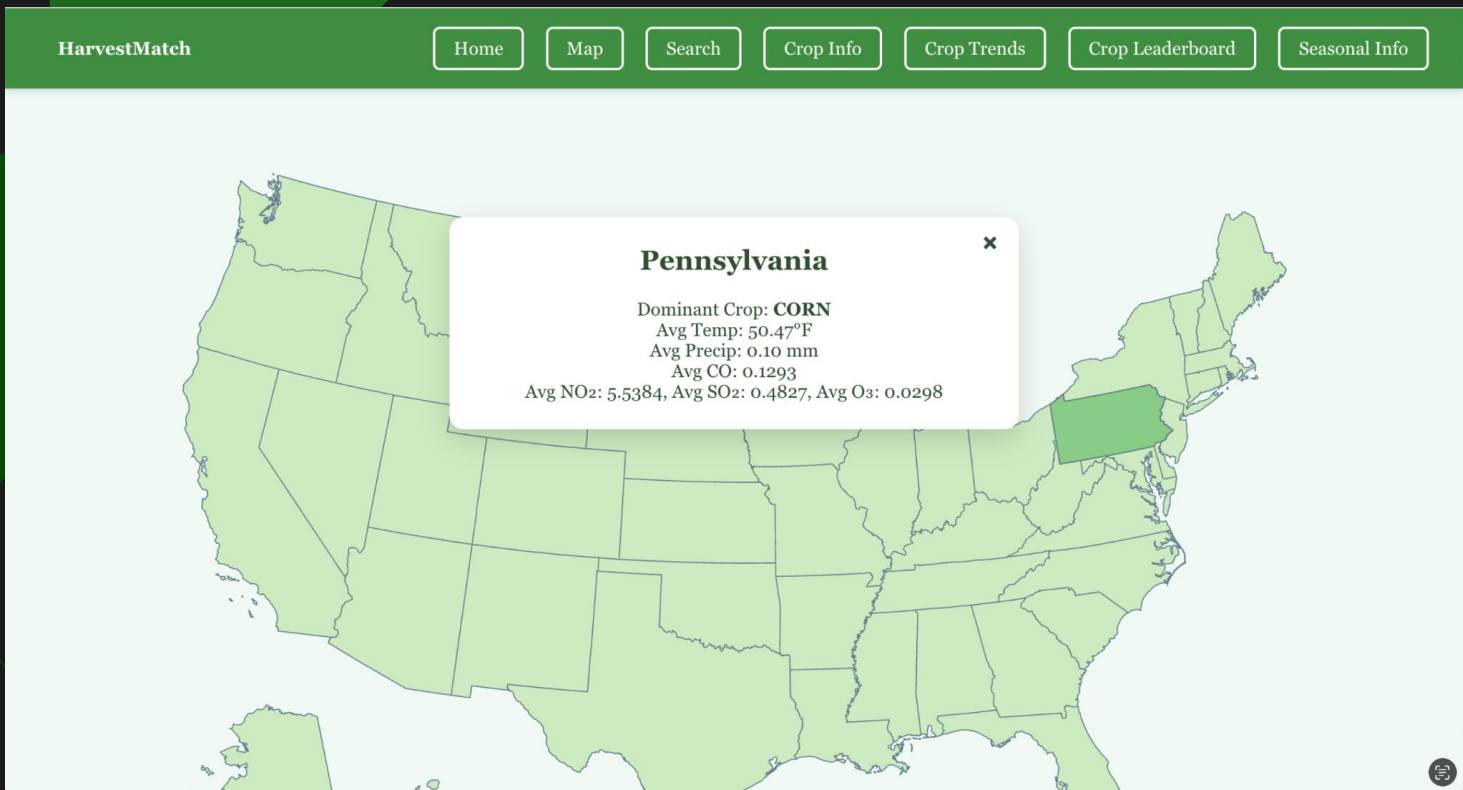 HarvestMatch Home Map Search Crop Info Crop Trends Crop Leaderboard Seasonal Info
Pennsylvania
Dominant Crop: CORN
Avg Temp: 50.47°F
Avg Precip: 0.10 mm
Avg CO: 0.1293
Avg NO₂: 5.5384, Avg SO₂: 0.4827, Avg O₃: 0.0298